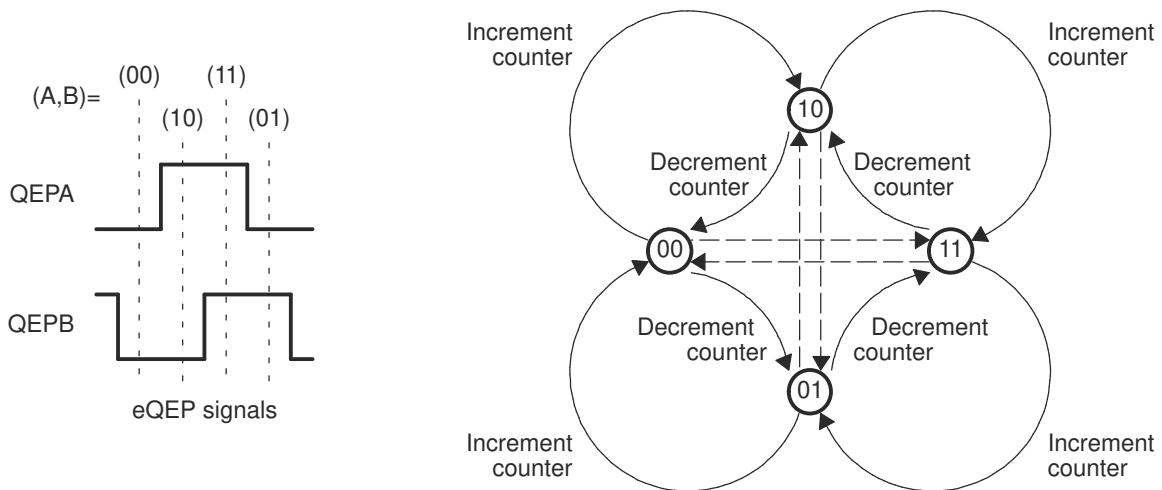 (A,B)=
(00)
(11)
(10)
(01)
QEPA
QEPB
eQEP signals
Increment
counter
Increment
counter
10
Decrement
counter
Decrement
counter
00
11
Decrement
counter
Decrement
counter
01
Increment
counter
Increment
counter